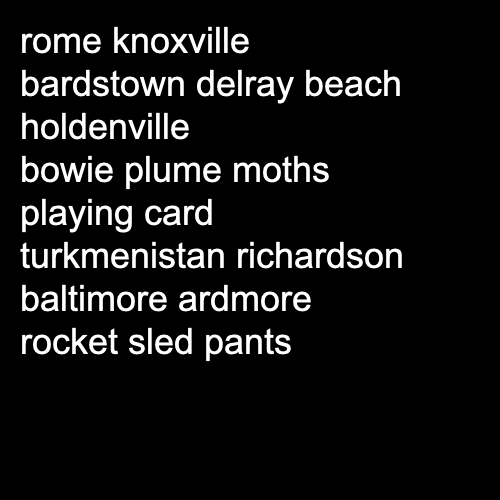 rome knoxville
bardstown delray beach
holdenville
bowie plume moths
playing card
turkmenistan richardson
baltimore ardmore
rocket sled pants